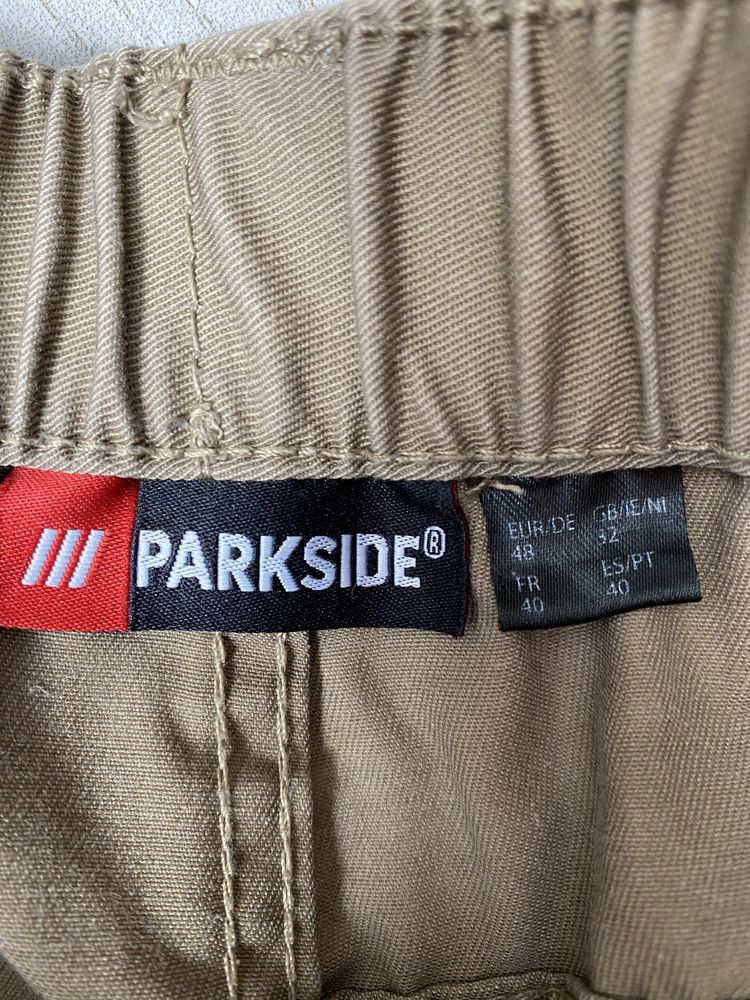 /// PARKSIDE®
EUR/DE GB/IE/NI
48 32
FR ES/PT
40 40